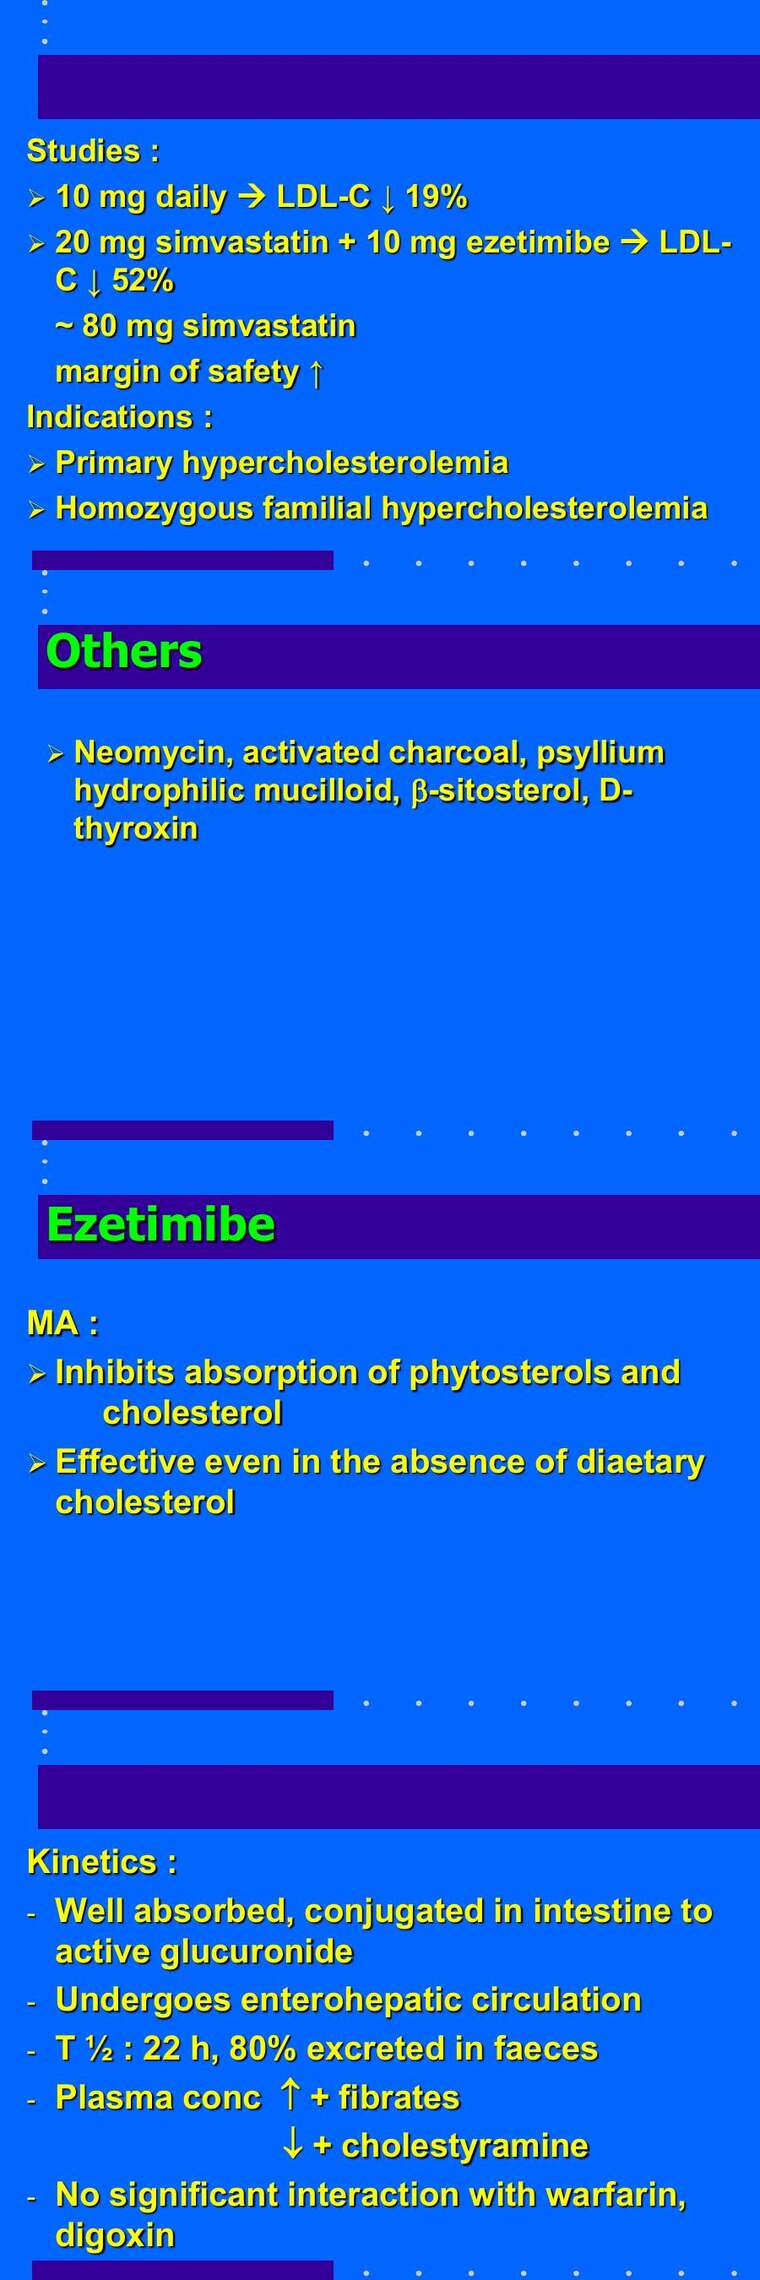 Studies :
➢ 10 mg daily → LDL-C ↓ 19%
➢ 20 mg simvastatin + 10 mg ezetimibe → LDL-
C ↓ 52%
~ 80 mg simvastatin
margin of safety ↑
Indications :
➢ Primary hypercholesterolemia
➢ Homozygous familial hypercholesterolemia
Others
➢ Neomycin, activated charcoal, psyllium
hydrophilic mucilloid, β-sitosterol, D-
thyroxin
Ezetimibe
MA :
➢ Inhibits absorption of phytosterols and
cholesterol
➢ Effective even in the absence of diaetary
cholesterol
Kinetics :
- Well absorbed, conjugated in intestine to
active glucuronide
- Undergoes enterohepatic circulation
- T ½ : 22 h, 80% excreted in faeces
- Plasma conc ↑ + fibrates
↓ + cholestyramine
- No significant interaction with warfarin,
digoxin